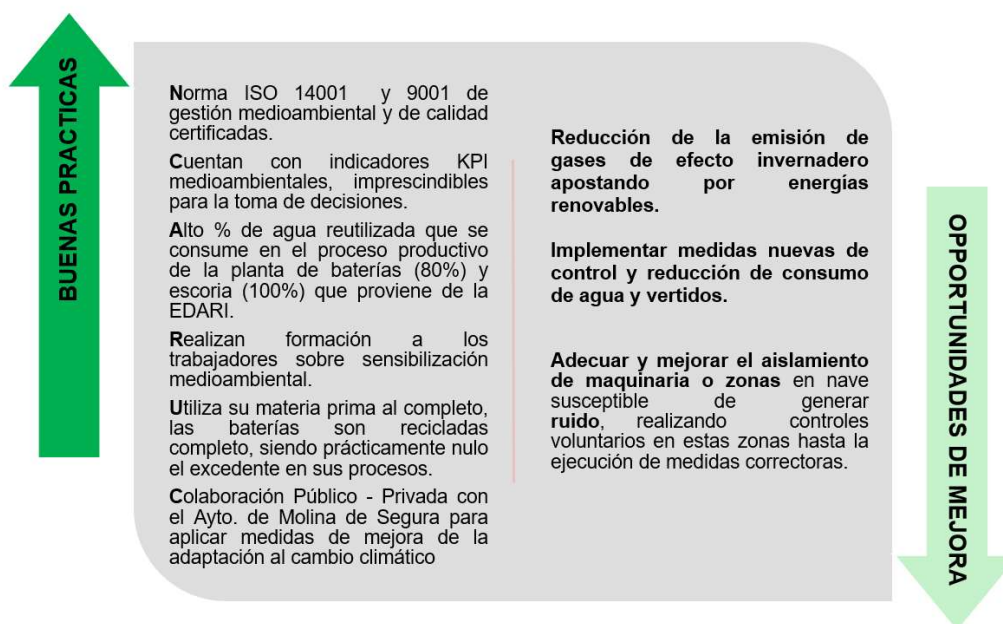 BUENAS PRACTICAS
Norma ISO 14001 y 9001 de
gestión medioambiental y de calidad
certificadas.
Cuentan con indicadores KPI
medioambientales, imprescindibles
para la toma de decisiones.
Alto % de agua reutilizada que se
consume en el proceso productivo
de la planta de baterías (80%) y
escoria (100%) que proviene de la
EDARI.
Realizan formación a los
trabajadores sobre sensibilización
medioambiental.
Utiliza su materia prima al completo,
las baterías son recicladas
completo, siendo prácticamente nulo
el excedente en sus procesos.
Colaboración Público - Privada con
el Ayto. de Molina de Segura para
aplicar medidas de mejora de la
adaptación al cambio climático
Reducción de la emisión de
gases de efecto invernadero
apostando por energías
renovables.
Implementar medidas nuevas de
control y reducción de consumo
de agua y vertidos.
Adecuar y mejorar el aislamiento
de maquinaria o zonas en nave
susceptible de generar
ruido, realizando controles
voluntarios en estas zonas hasta la
ejecución de medidas correctoras.
OPPORTUNIDADES DE MEJORA